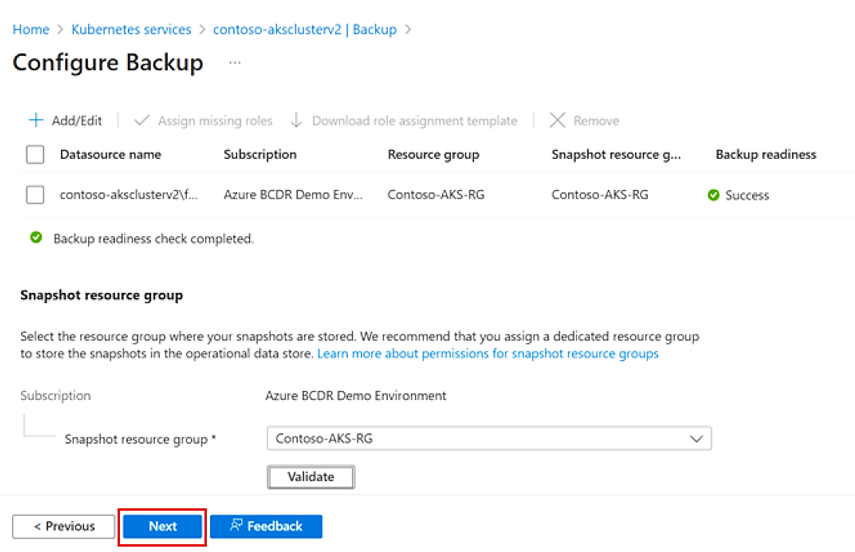 Home > Kubernetes services > contoso-aksclusterv2 | Backup >
Configure Backup ...
+ Add/Edit Assign missing roles Download role assignment template Remove
Datasource name Subscription Resource group Snapshot resource g... Backup readiness
contoso-aksclusterv2\f... Azure BCDR Demo Env... Contoso-AKS-RG Contoso-AKS-RG Success
Backup readiness check completed.
Snapshot resource group
Select the resource group where your snapshots are stored. We recommend that you assign a dedicated resource group
to store the snapshots in the operational data store. Learn more about permissions for snapshot resource groups
Subscription Azure BCDR Demo Environment
Snapshot resource group * Contoso-AKS-RG
Validate
< Previous Next Feedback